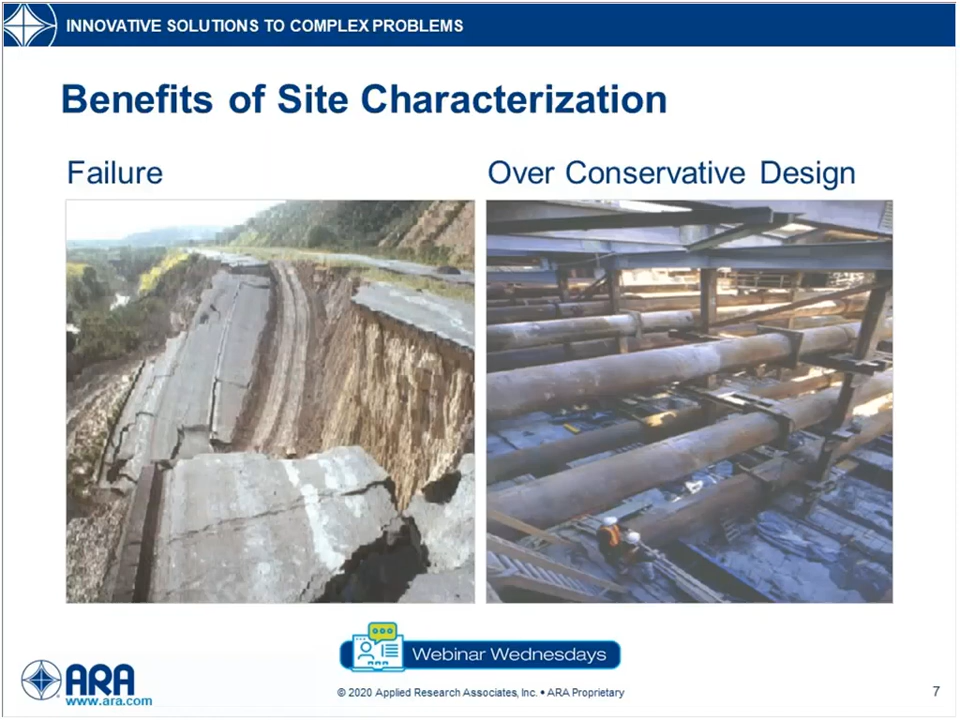 INNOVATIVE SOLUTIONS TO COMPLEX PROBLEMS
Benefits of Site Characterization
Failure
Over Conservative Design
Webinar Wednesdays
ARA
www.ara.com
© 2020 Applied Research Associates, Inc. • ARA Proprietary
7